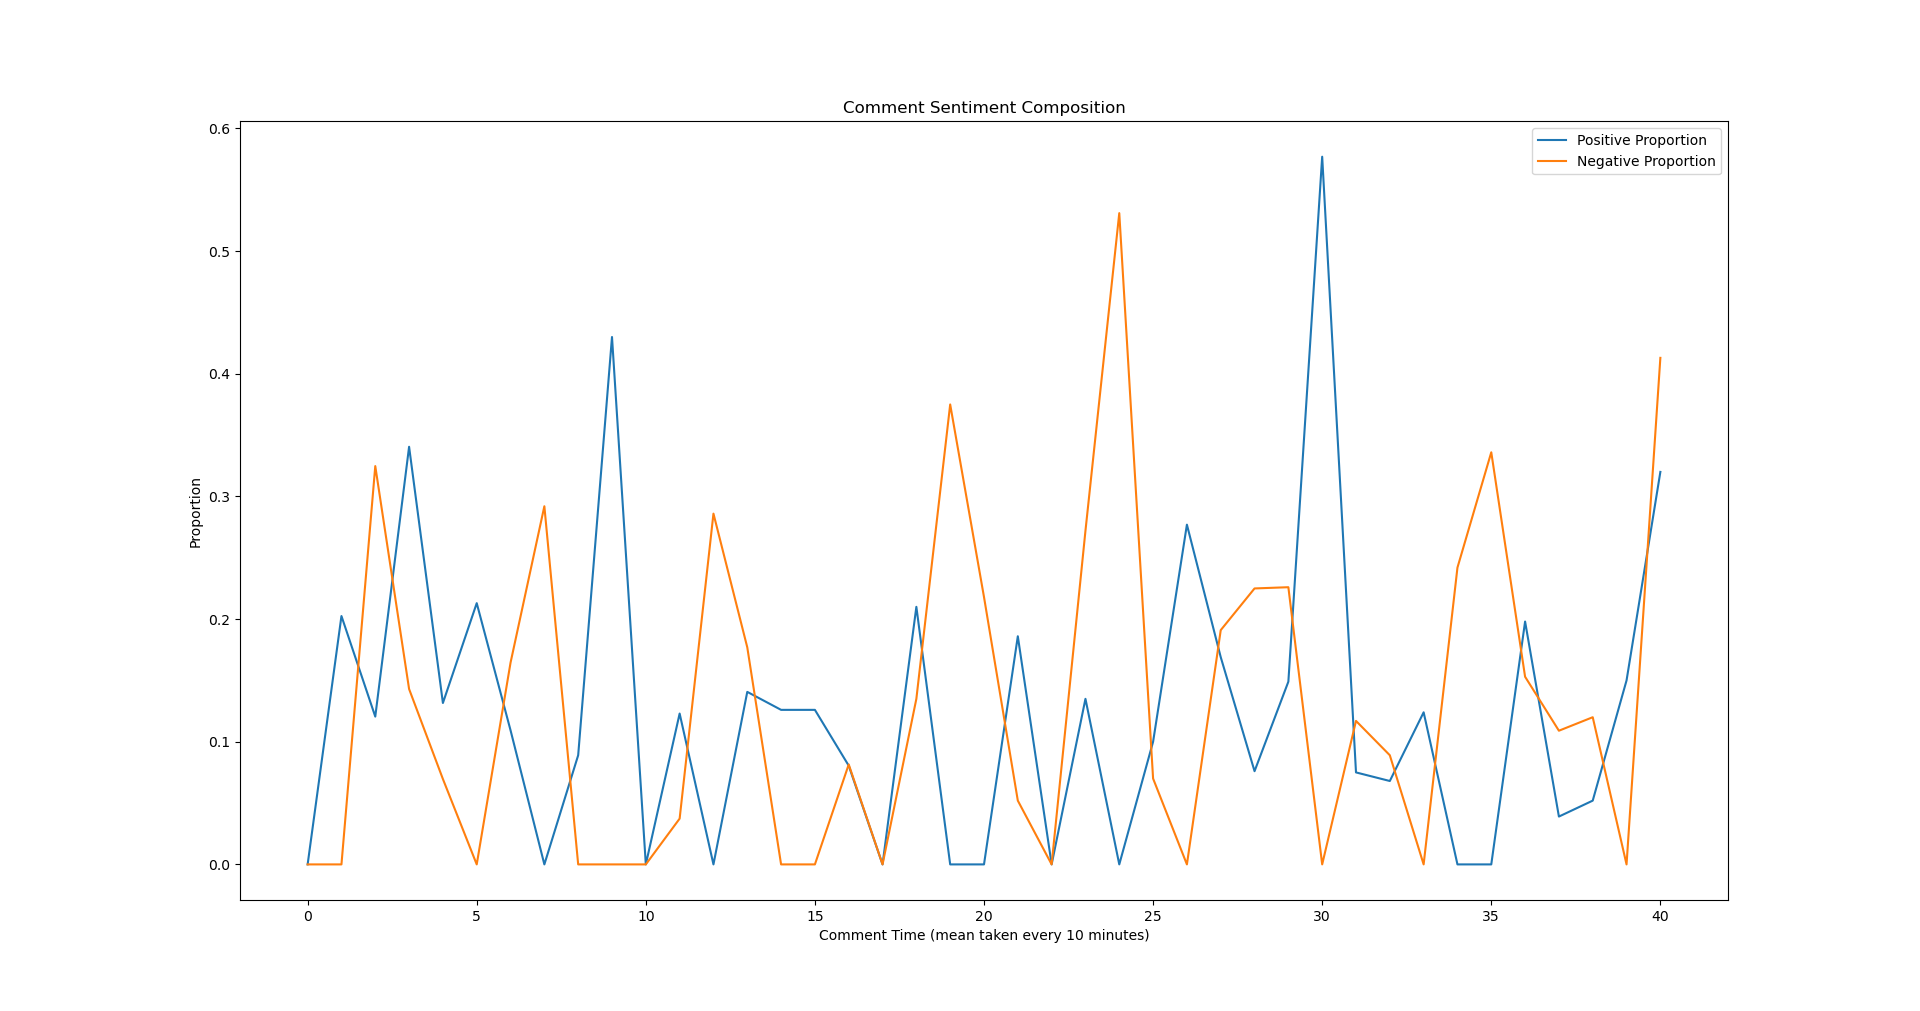 Comment Sentiment Composition
Positive Proportion
Negative Proportion
0.6
0.5
0.4
0.3
0.2
0.1
0.0
Proportion
0 5 10 15 20 25 30 35 40
Comment Time (mean taken every 10 minutes)